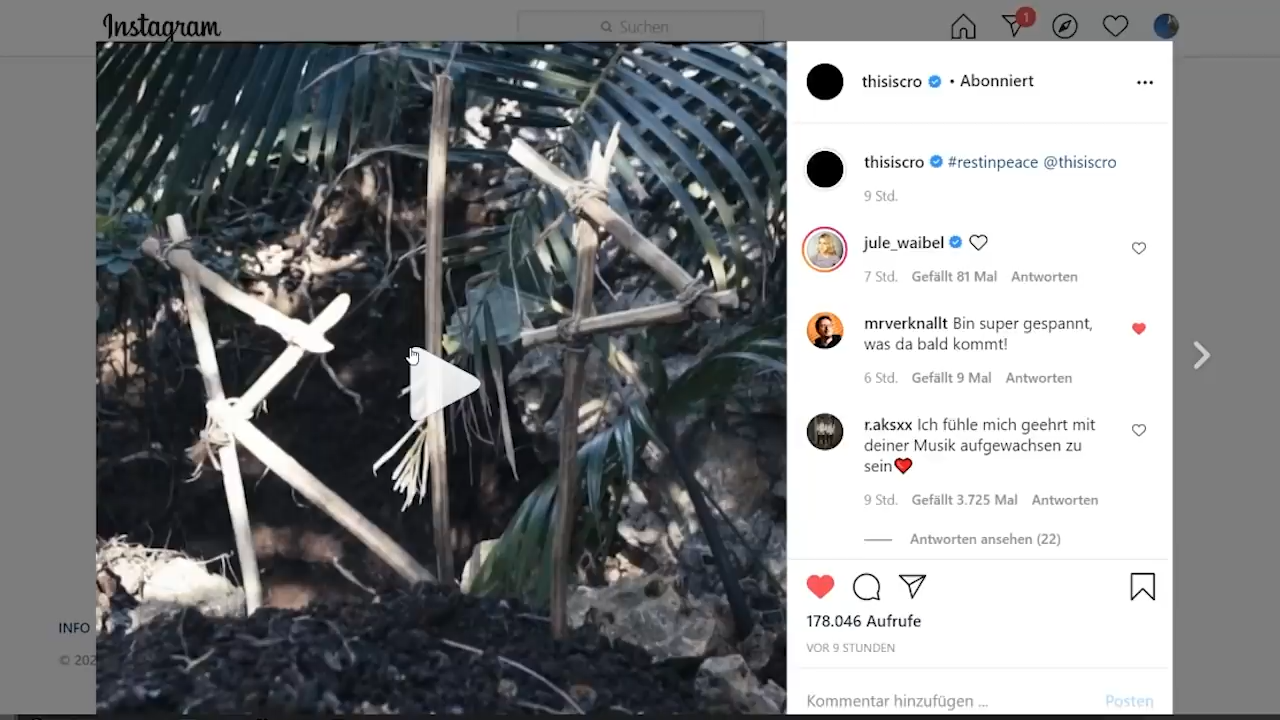 Instagram
Suchen
1
thisiscro • Abonniert
thisiscro #restinpeace @thisiscro
9 Std.
jule_waibel
7 Std. Gefällt 81 Mal Antworten
mrverknallt Bin super gespannt,
was da bald kommt!
6 Std. Gefällt 9 Mal Antworten
r.aksxx Ich fühle mich geehrt mit
deiner Musik aufgewachsen zu
sein
9 Std. Gefällt 3.725 Mal Antworten
Antworten ansehen (22)
178.046 Aufrufe
VOR 9 STUNDEN
Kommentar hinzufügen ...
Posten
RIP
INFO
© 202